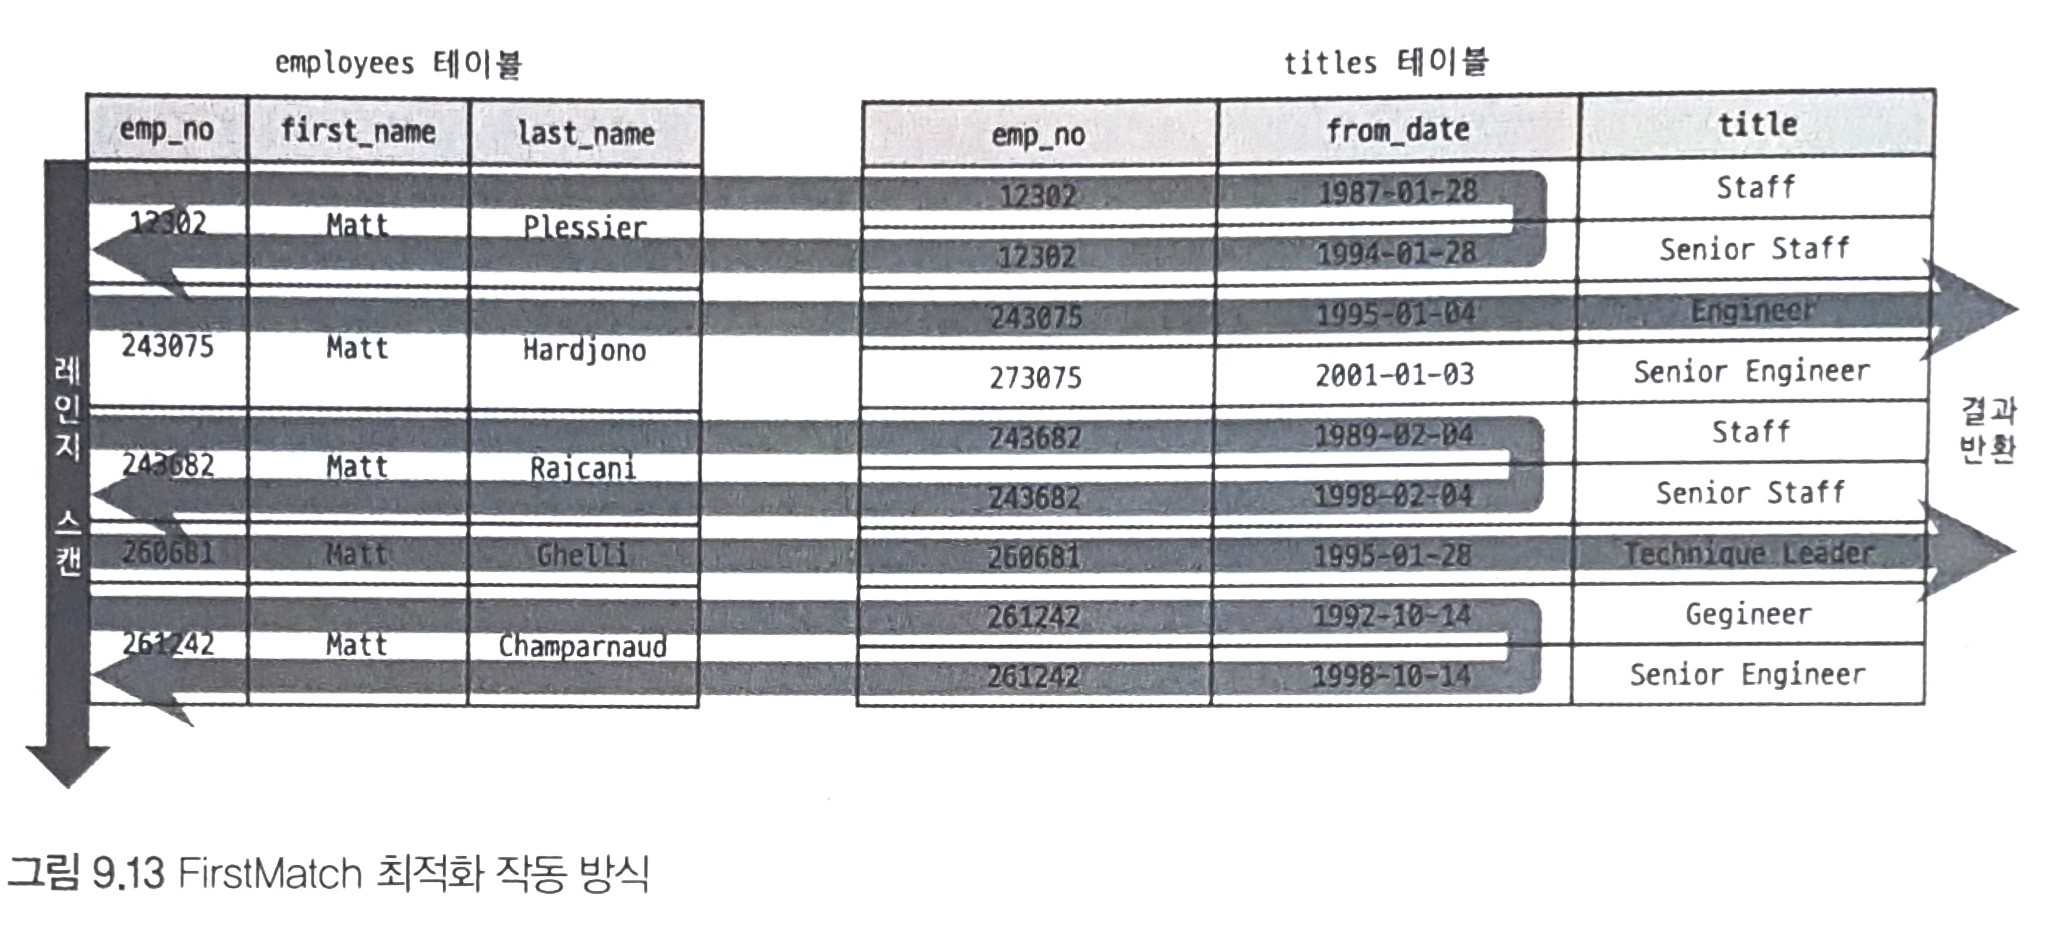 employees 테이블
titles 테이블
emp_no first_name last_name
emp_no from_date title
12302 Matt Plessier
12302 1987-01-28 Staff
12302 1994-01-28 Senior Staff
243075 Matt Hardjono
243075 1995-01-04 Engineer
273075 2001-01-03 Senior Engineer
243682 Matt Rajcani
243682 1989-02-04 Staff
243682 1998-02-04 Senior Staff
260681 Matt Ghelli
260681 1995-01-28 Technique Leader
261242 Matt Champarnaud
261242 1992-10-14 Gegineer
261242 1998-10-14 Senior Engineer
레인지 스캔
결과
반환
그림 9.13 FirstMatch 최적화 작동 방식